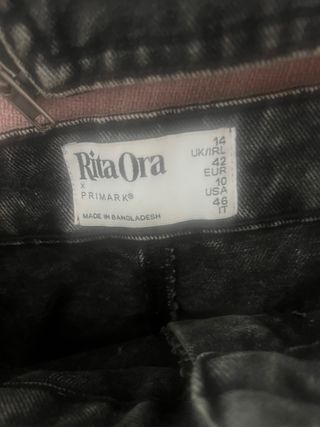 Rita Ora
x
PRIMARK®
MADE IN BANGLADESH
14
UK/IRL
42
EUR
10
USA
46
IT